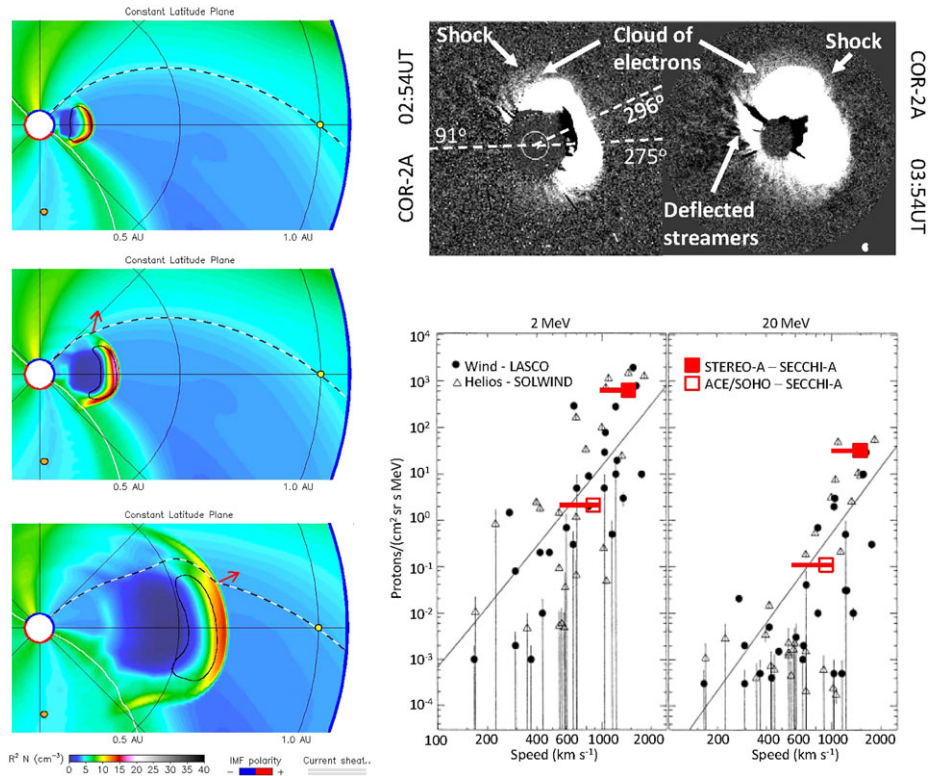 Constant Latitude Plane
0.5 AU
1.0 AU
Constant Latitude Plane
0.5 AU
1.0 AU
Constant Latitude Plane
0.5 AU
1.0 AU
R² N (cm⁻³)
0 5 10 15 20 25 30 35 40
IMF polarity
- +
Current sheat..
COR-2A 02:54UT
Shock
Cloud of
electrons
Shock
91º
296º
275º
Deflected
streamers
COR-2A 03:54UT
2 MeV
20 MeV
Wind - LASCO
Helios - SOLWIND
STEREO-A – SECCHI-A
ACE/SOHO – SECCHI-A
Protons/(cm² sr s MeV)
10⁴
10³
10²
10¹
10⁰
10⁻¹
10⁻²
10⁻³
10⁻⁴
100 200 400 600 1000 2000
Speed (km s⁻¹)
200 400 600 1000 2000
Speed (km s⁻¹)